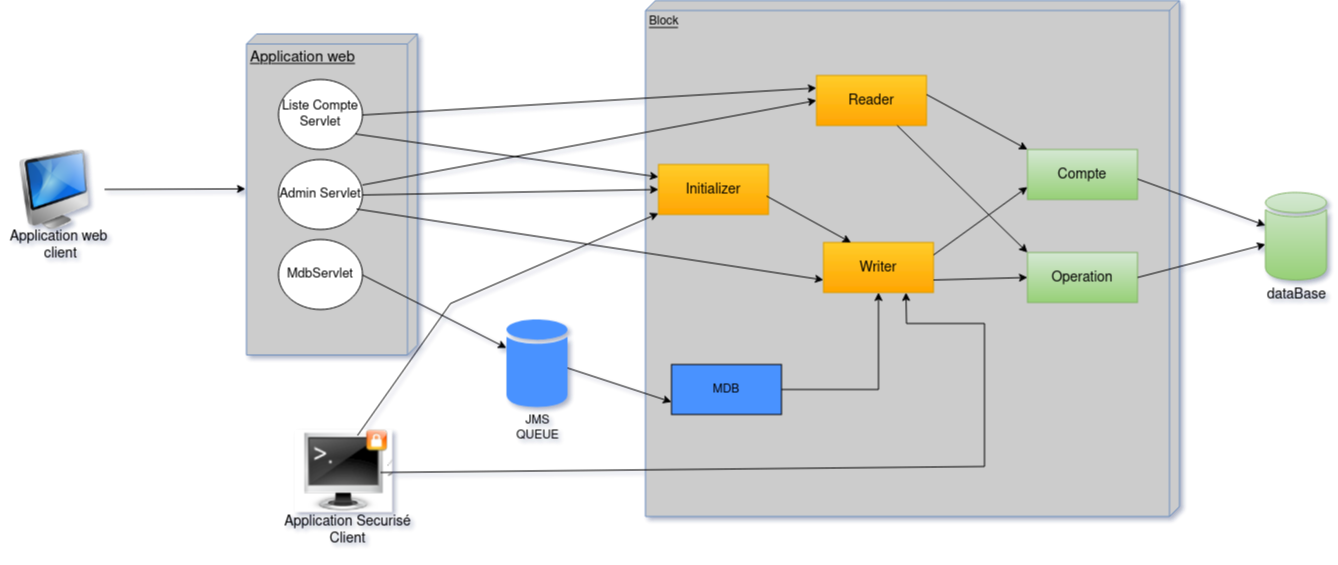 Block
Application web
Liste Compte
Servlet
Reader
Admin Servlet
Initializer
Compte
Application web
client
MdbServlet
Writer
Operation
dataBase
MDB
JMS
QUEUE
>.
Application Securisé
Client